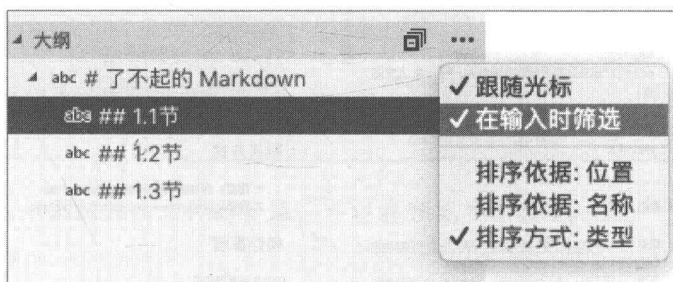 大纲
abc # 了不起的 Markdown
abc ## 1.1节
abc ## 1.2节
abc ## 1.3节
✓ 跟随光标
✓ 在输入时筛选
排序依据: 位置
排序依据: 名称
✓ 排序方式: 类型